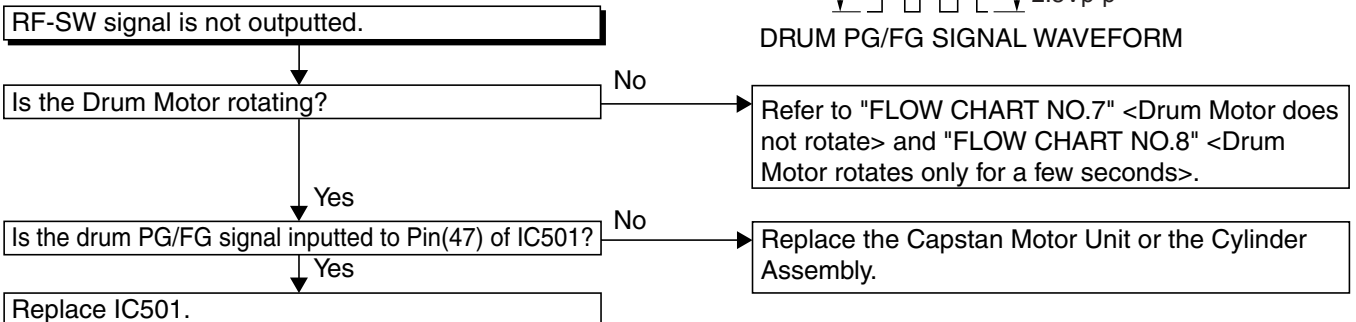 RF-SW signal is not outputted.
DRUM PG/FG SIGNAL WAVEFORM
Is the Drum Motor rotating?
No
Refer to "FLOW CHART NO.7" <Drum Motor does
not rotate> and "FLOW CHART NO.8" <Drum
Motor rotates only for a few seconds>.
Yes
Is the drum PG/FG signal inputted to Pin(47) of IC501?
No
Replace the Capstan Motor Unit or the Cylinder
Assembly.
Yes
Replace IC501.